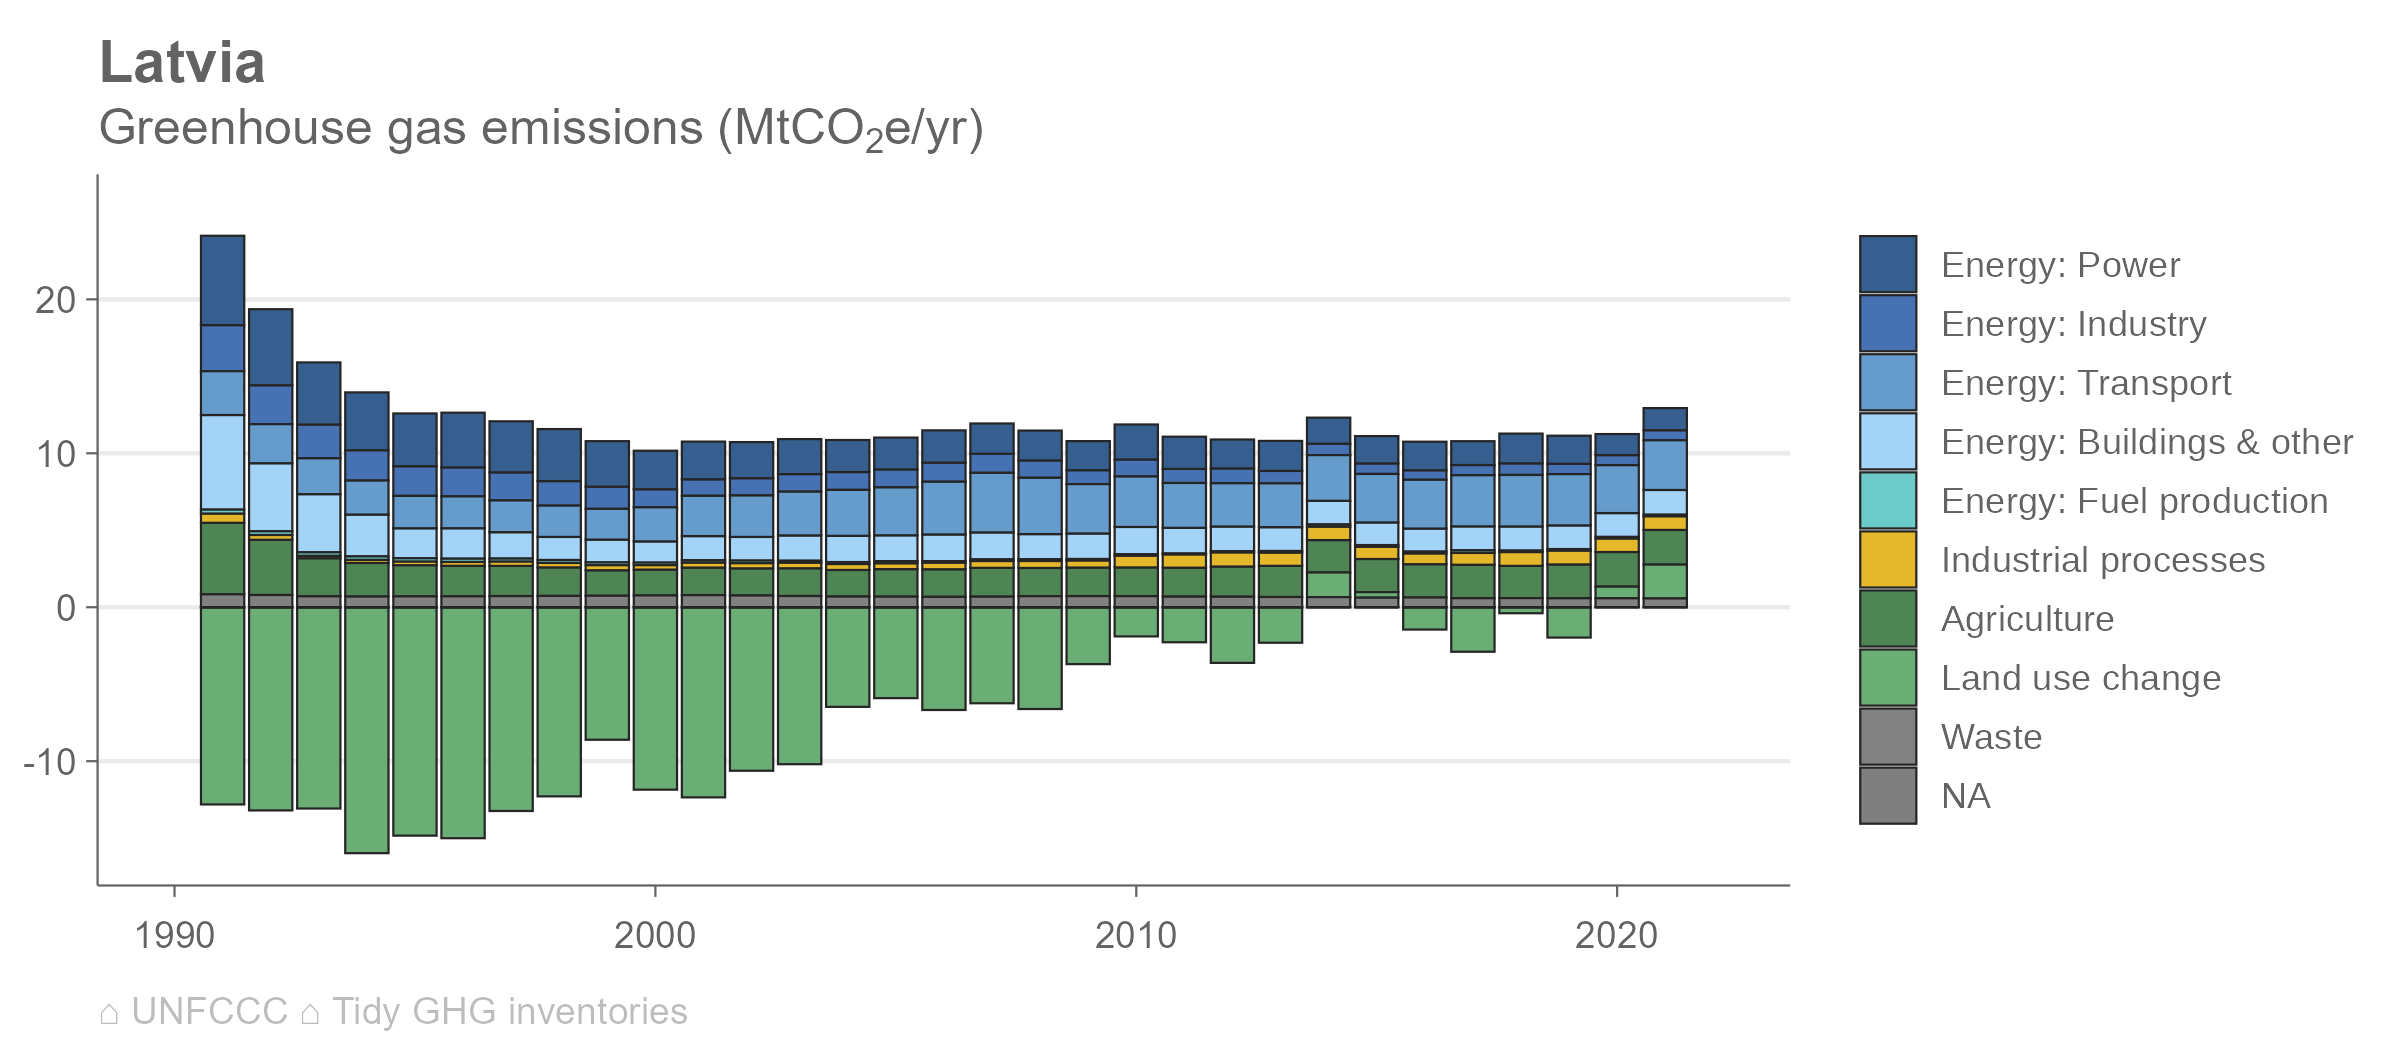 Latvia
Greenhouse gas emissions (MtCO₂e/yr)
20
10
0
-10
1990
2000
2010
2020
Energy: Power
Energy: Industry
Energy: Transport
Energy: Buildings & other
Energy: Fuel production
Industrial processes
Agriculture
Land use change
Waste
NA
⌂ UNFCCC ⌂ Tidy GHG inventories